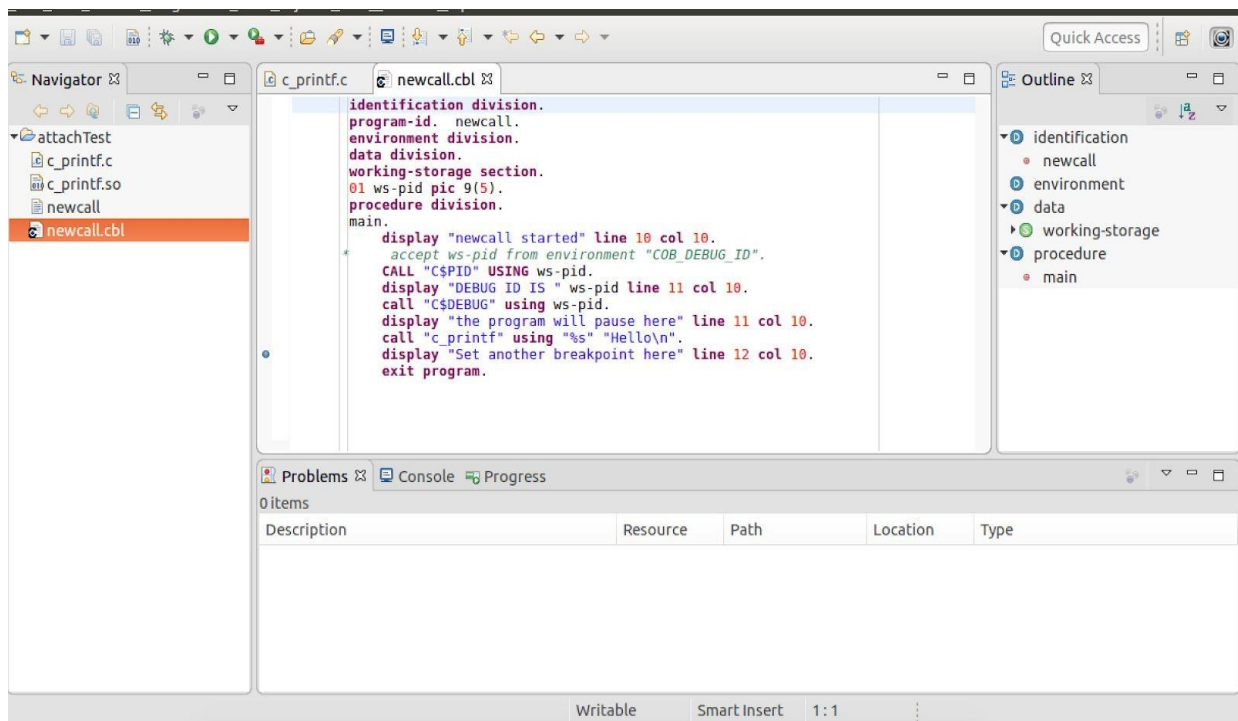 Quick Access
Navigator
attachTest
c_printf.c
c_printf.so
newcall
newcall.cbl
c_printf.c
newcall.cbl
identification division.
program-id. newcall.
environment division.
data division.
working-storage section.
01 ws-pid pic 9(5).
procedure division.
main.
display "newcall started" line 10 col 10.
* accept ws-pid from environment "COB_DEBUG_ID".
CALL "C$PID" USING ws-pid.
display "DEBUG ID IS " ws-pid line 11 col 10.
call "C$DEBUG" using ws-pid.
display "the program will pause here" line 11 col 10.
call "c_printf" using "%s" "Hello\n".
display "Set another breakpoint here" line 12 col 10.
exit program.
Outline
identification
newcall
environment
data
working-storage
procedure
main
Problems
Console
Progress
0 items
Description Resource Path Location Type
Writable Smart Insert 1 : 1